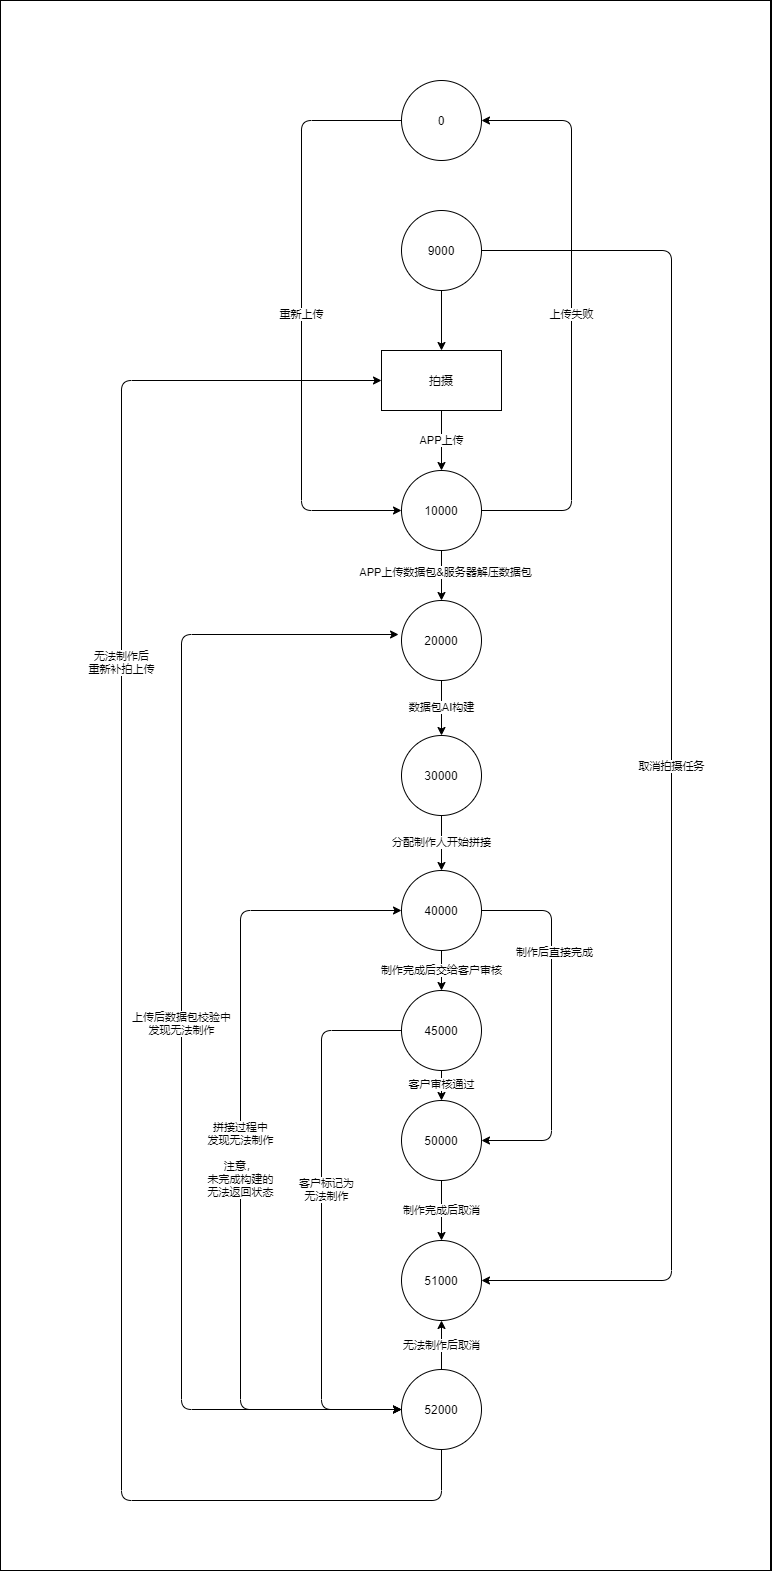 0
9000
重新上传
上传失败
拍摄
APP上传
10000
APP上传数据包&服务器解压数据包
20000
无法制作后
重新补拍上传
数据包AI构建
30000
取消拍摄任务
分配制作人开始拼接
40000
制作后直接完成
制作完成后交给客户审核
上传后数据包校验中
发现无法制作
45000
客户审核通过
拼接过程中
发现无法制作
注意，
未完成构建的
无法返回状态
50000
客户标记为
无法制作
制作完成后取消
51000
无法制作后取消
52000